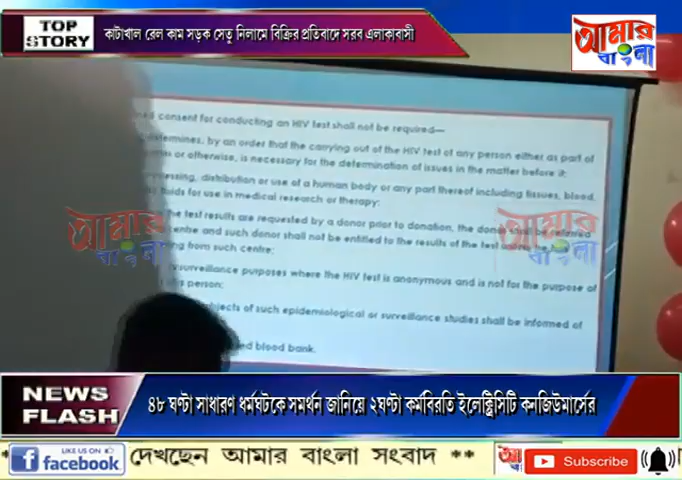 TOP
STORY
কাটাখাল রেল কাম সড়ক সেতু নিলামে বিক্রির প্রতিবাদে সরব এলাকাবাসী
আমার
বাংলা
consent for conducting an HIV test shall not be required—
determines, by an order that the carrying out of the HIV test of any person either as part of
or otherwise, is necessary for the determination of issues in the matter before it;
processing, distribution or use of a human body or any part thereof including tissues, blood,
fluids for use in medical research or therapy:
the test results are requested by a donor prior to donation, the donor shall be referred
centre and such donor shall not be entitled to the results of the test
from such centre;
surveillance purposes where the HIV test is anonymous and is not for the purpose of
person:
subjects of such epidemiological or surveillance studies shall be informed of
blood bank.
আমার
বাংলা
আমার
বাংলা
NEWS
FLASH
৪৮ ঘণ্টা সাধারণ ধর্মঘটকে সমর্থন জানিয়ে ২ঘণ্টা কর্মবিরতি ইলেক্ট্রিসিটি কনজিউমার্সের
LIKE US ON
facebook
* দেখছেন আমার বাংলা সংবাদ **
Subscribe